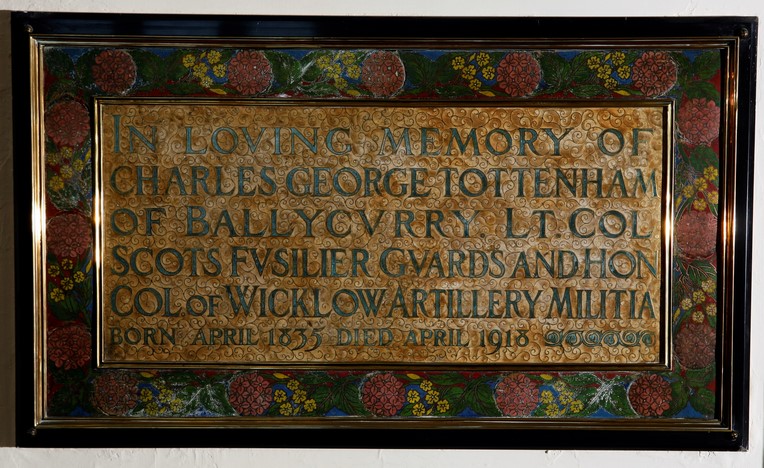 IN LOVING MEMORY OF
CHARLES GEORGE TOTTENHAM
OF BALLYCVRRY. LT. COL
SCOTS FVSILIER GVARDS AND HON
COL OF WICKLOW ARTILLERY MILITIA
BORN APRIL 1835 DIED APRIL 1918